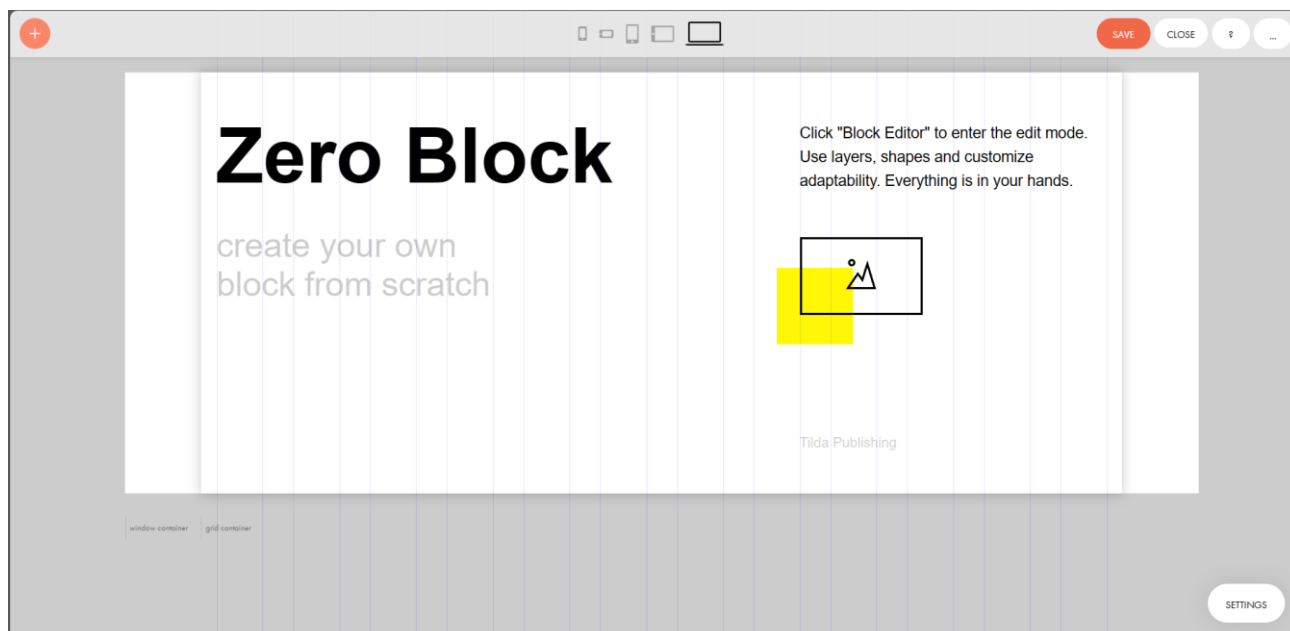 +
SAVE
CLOSE
?
...
Zero Block
create your own
block from scratch
Click "Block Editor" to enter the edit mode.
Use layers, shapes and customize
adaptability. Everything is in your hands.
Tilda Publishing
window container
grid container
SETTINGS